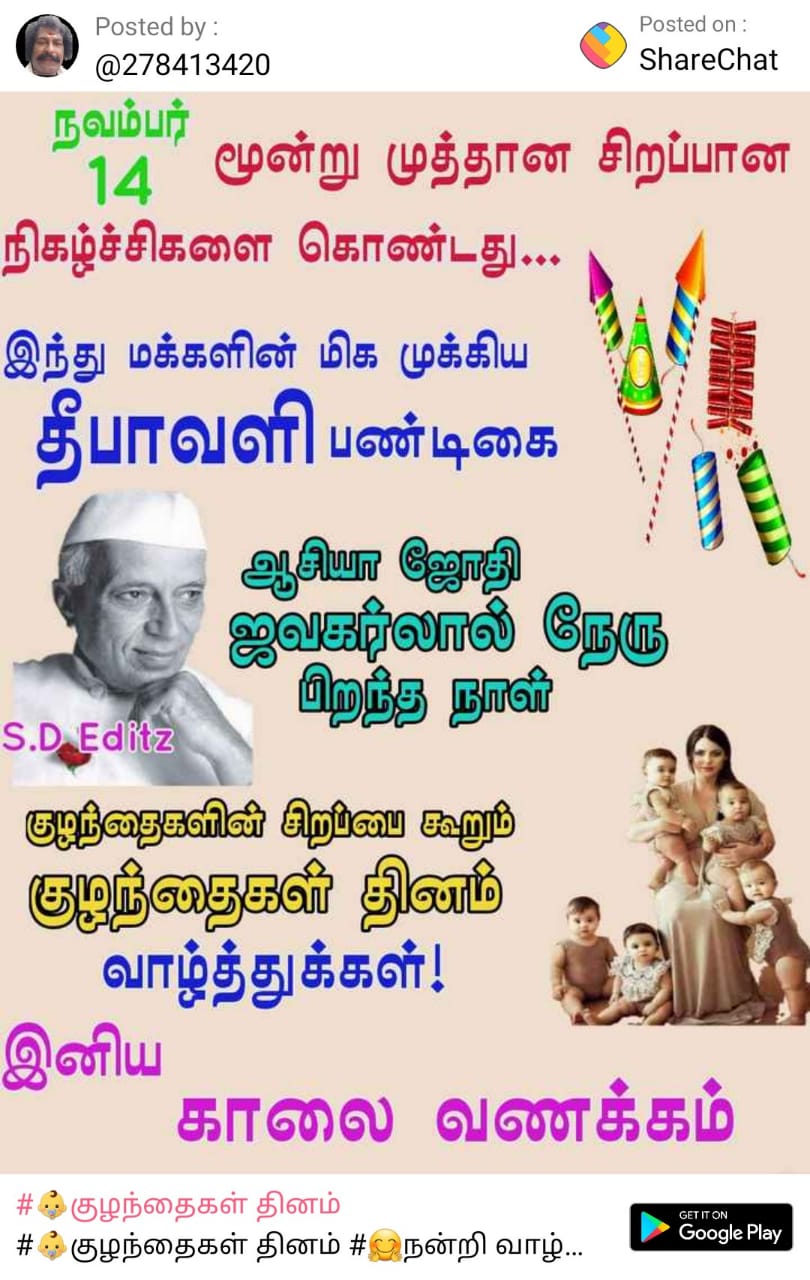 Posted by :
@278413420
Posted on :
ShareChat
நவம்பர்
14
மூன்று முத்தான சிறப்பான
நிகழ்ச்சிகளை கொண்டது...
இந்து மக்களின் மிக முக்கிய
தீபாவளி பண்டிகை
ஆசியா ஜோதி
ஜவகர்லால் நேரு
பிறந்த நாள்
S.D Editz
குழந்தைகளின் சிறப்பை கூறும்
குழந்தைகள் தினம்
வாழ்த்துக்கள்!
இனிய
காலை வணக்கம்
#👶குழந்தைகள் தினம்
#👶குழந்தைகள் தினம் #🤗நன்றி வாழ்...
GET IT ON
Google Play